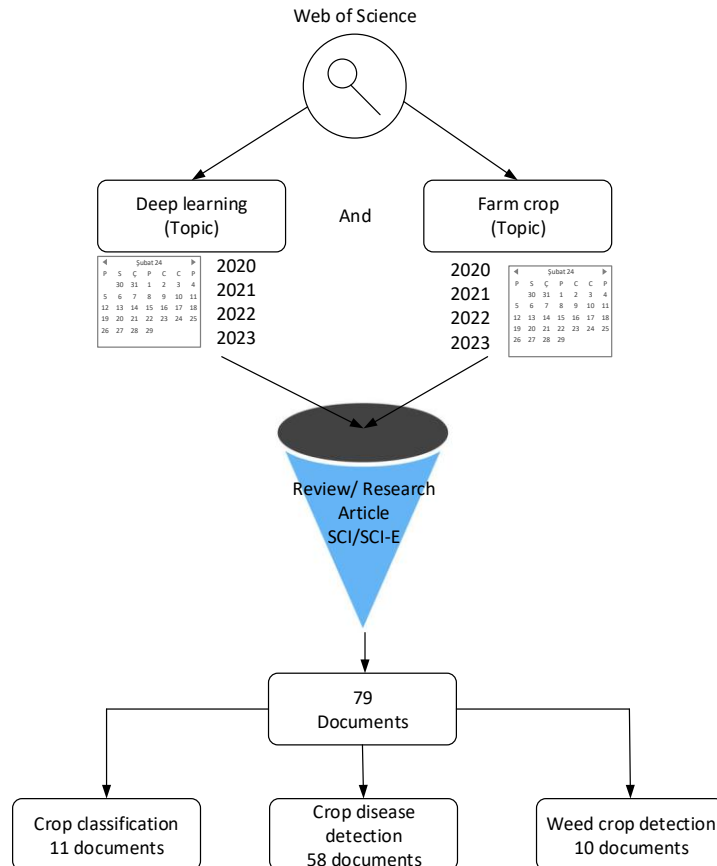 Web of Science
Deep learning
(Topic)
And
Farm crop
(Topic)
Şubat 24
P S Ç P C C P
30 31 1 2 3 4
5 6 7 8 9 10 11
12 13 14 15 16 17 18
19 20 21 22 23 24 25
26 27 28 29
2020
2021
2022
2023
2020
2021
2022
2023
Şubat 24
P S Ç P C C P
30 31 1 2 3 4
5 6 7 8 9 10 11
12 13 14 15 16 17 18
19 20 21 22 23 24 25
26 27 28 29
Review/ Research
Article
SCI/SCI-E
79
Documents
Crop classification
11 documents
Crop disease
detection
58 documents
Weed crop detection
10 documents